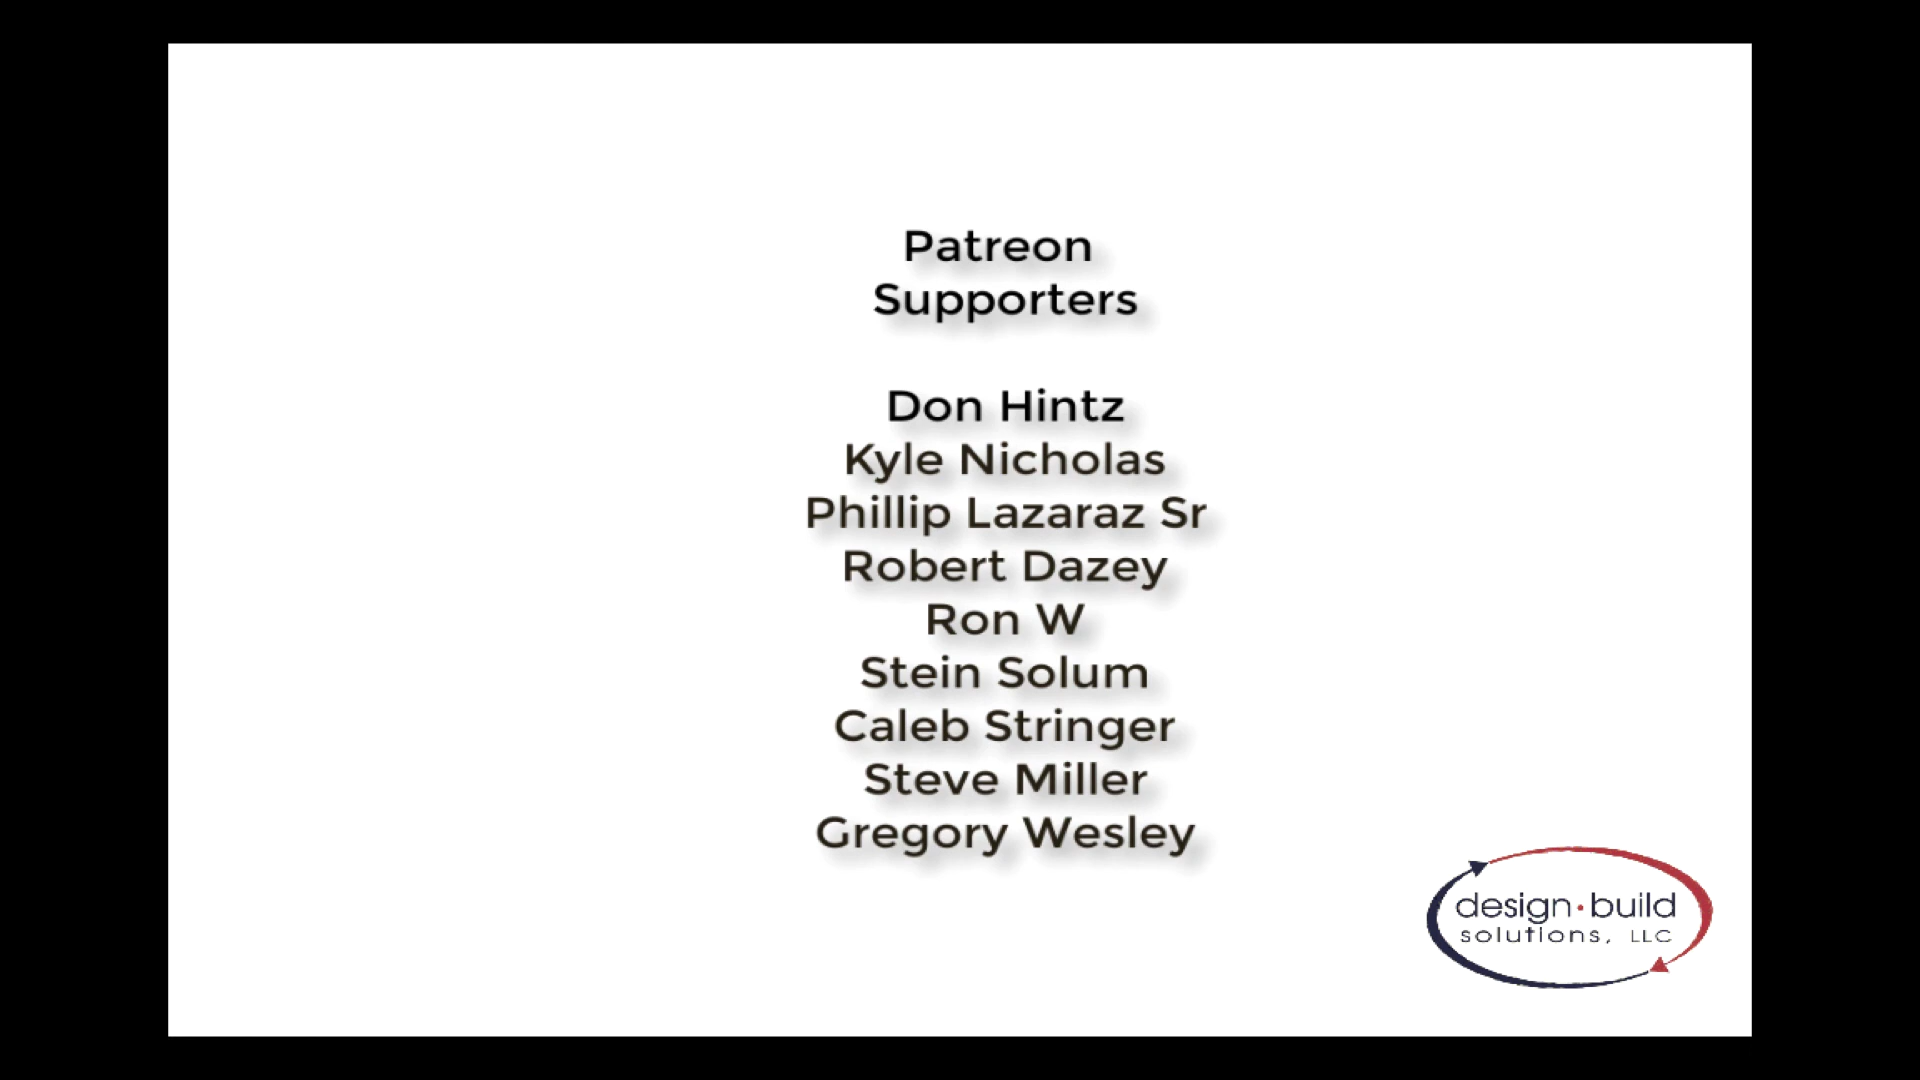 Patreon
Supporters
Don Hintz
Kyle Nicholas
Phillip Lazaraz Sr
Robert Dazey
Ron W
Stein Solum
Caleb Stringer
Steve Miller
Gregory Wesley
design·build
solutions, LLC